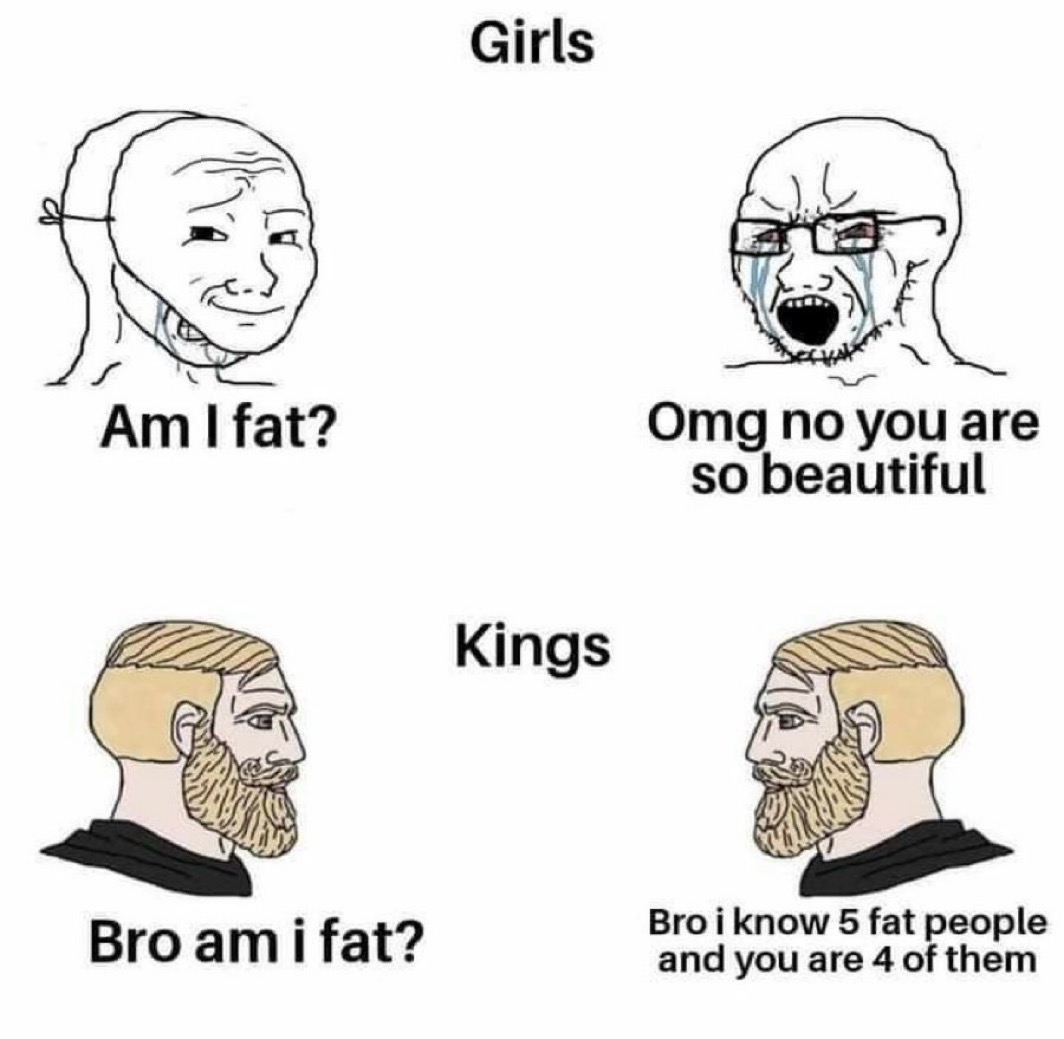 Girls
Am I fat?
Omg no you are
so beautiful
Kings
Bro am i fat?
Bro i know 5 fat people
and you are 4 of them